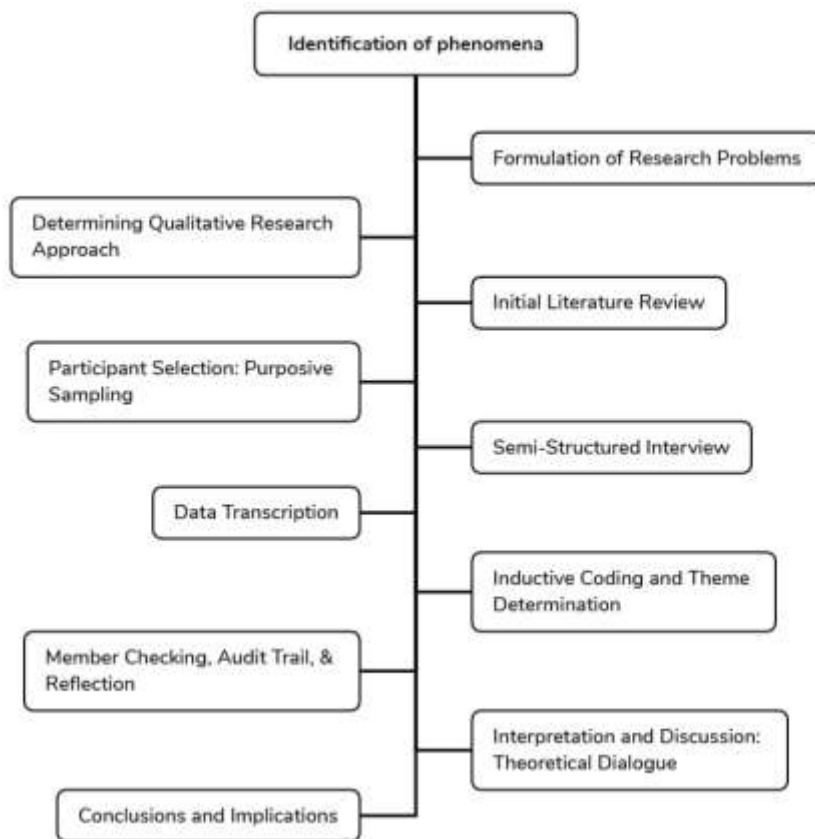 Identification of phenomena
Formulation of Research Problems
Determining Qualitative Research
Approach
Initial Literature Review
Participant Selection: Purposive
Sampling
Semi-Structured Interview
Data Transcription
Inductive Coding and Theme
Determination
Member Checking, Audit Trail, &
Reflection
Interpretation and Discussion:
Theoretical Dialogue
Conclusions and Implications